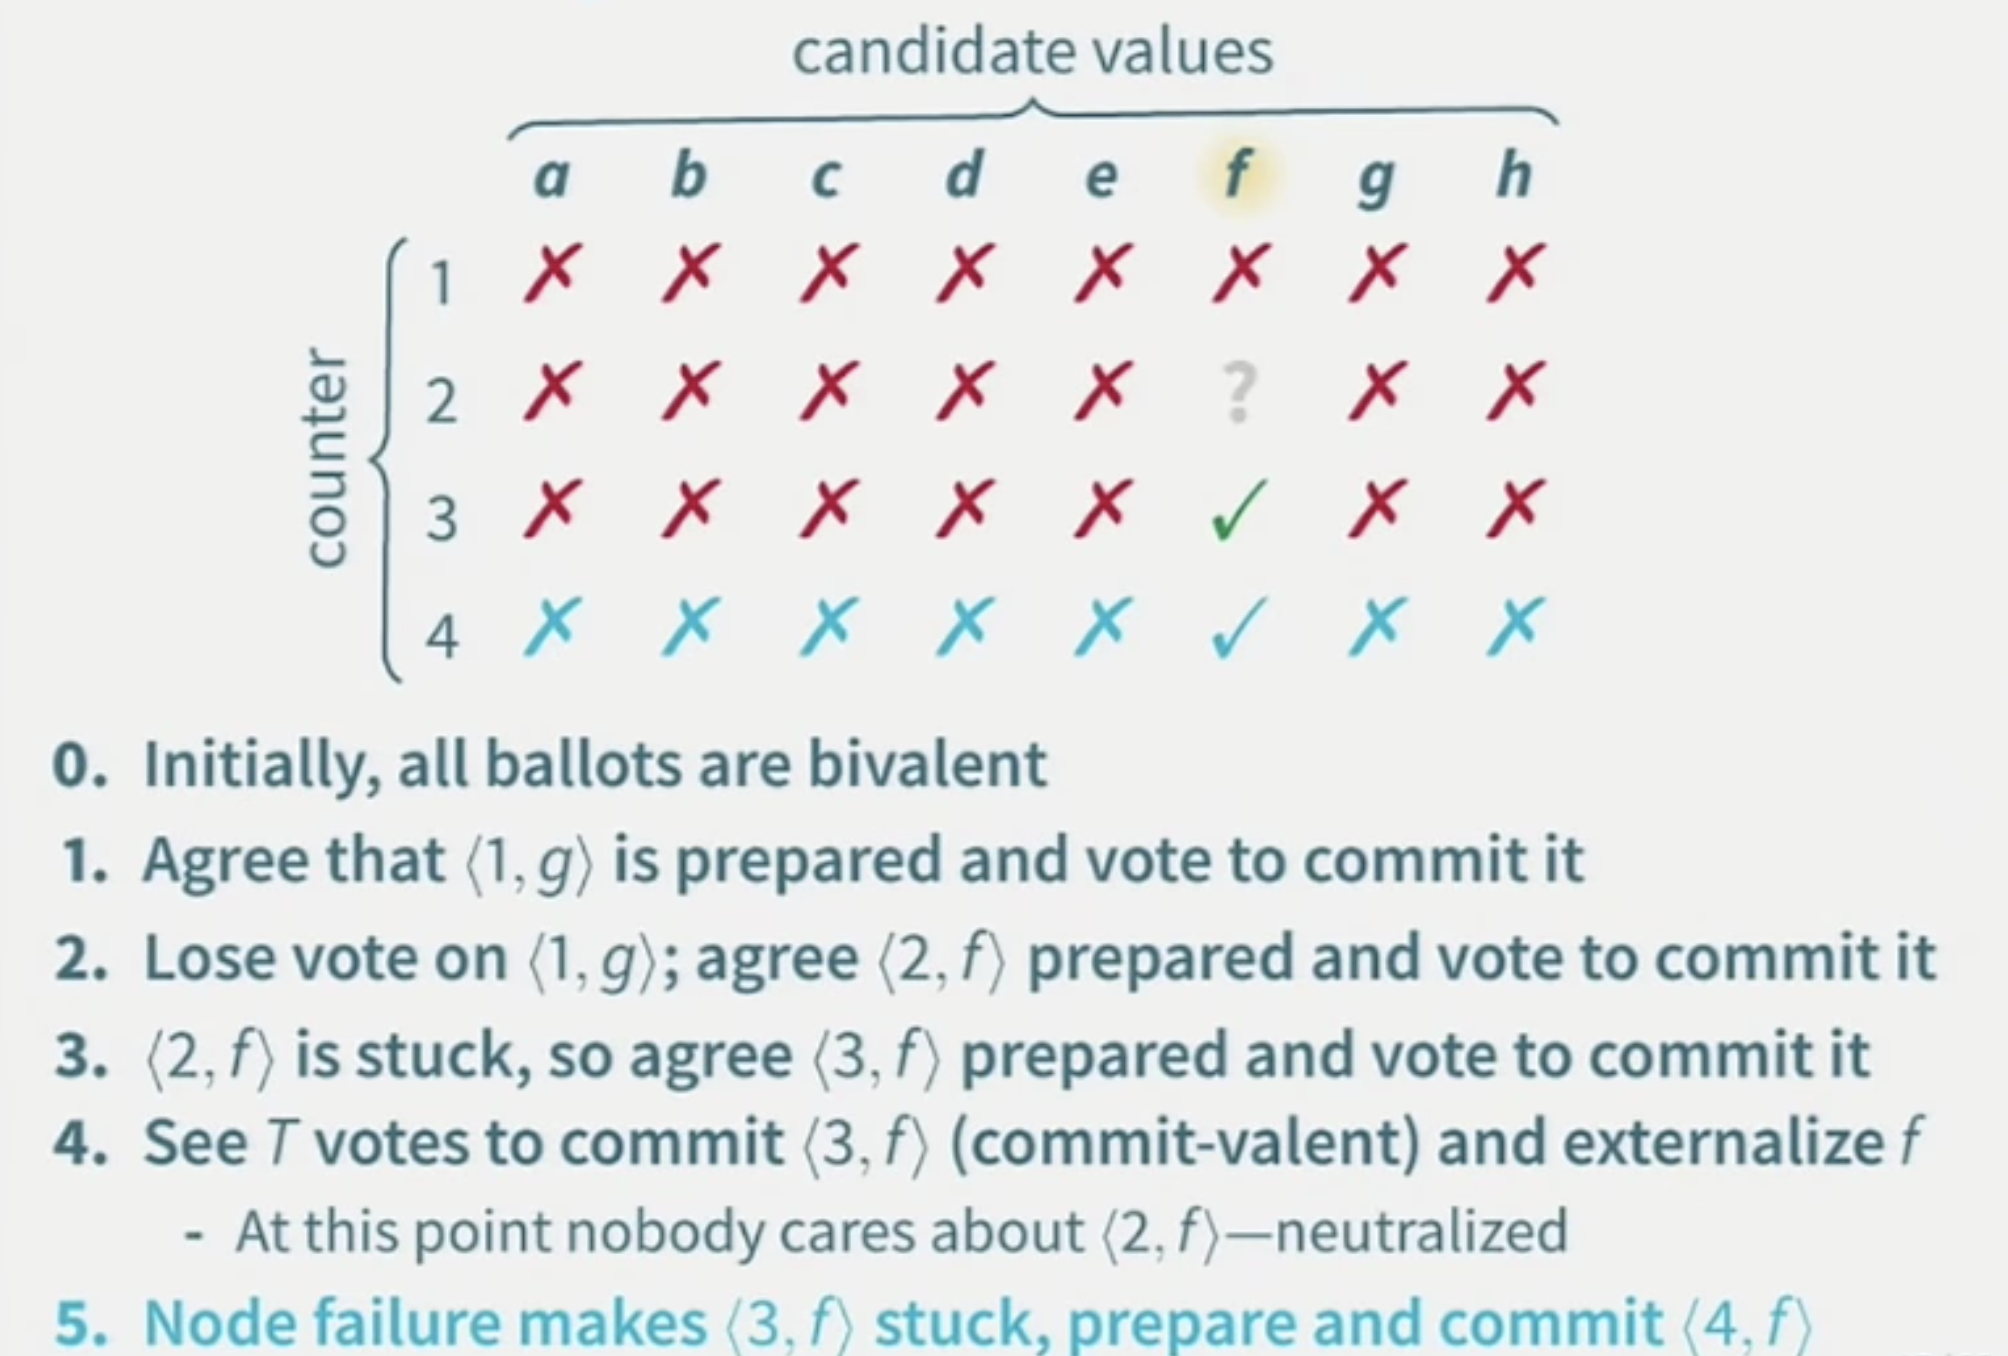 candidate values
a b c d e f g h
counter
1 ✗ ✗ ✗ ✗ ✗ ✗ ✗ ✗
2 ✗ ✗ ✗ ✗ ✗ ? ✗ ✗
3 ✗ ✗ ✗ ✗ ✗ ✓ ✗ ✗
4 ✗ ✗ ✗ ✗ ✗ ✓ ✗ ✗
0. Initially, all ballots are bivalent
1. Agree that ⟨1, g⟩ is prepared and vote to commit it
2. Lose vote on ⟨1, g⟩; agree ⟨2, f⟩ prepared and vote to commit it
3. ⟨2, f⟩ is stuck, so agree ⟨3, f⟩ prepared and vote to commit it
4. See T votes to commit ⟨3, f⟩ (commit-valent) and externalize f
- At this point nobody cares about ⟨2, f⟩—neutralized
5. Node failure makes ⟨3, f⟩ stuck, prepare and commit ⟨4, f⟩